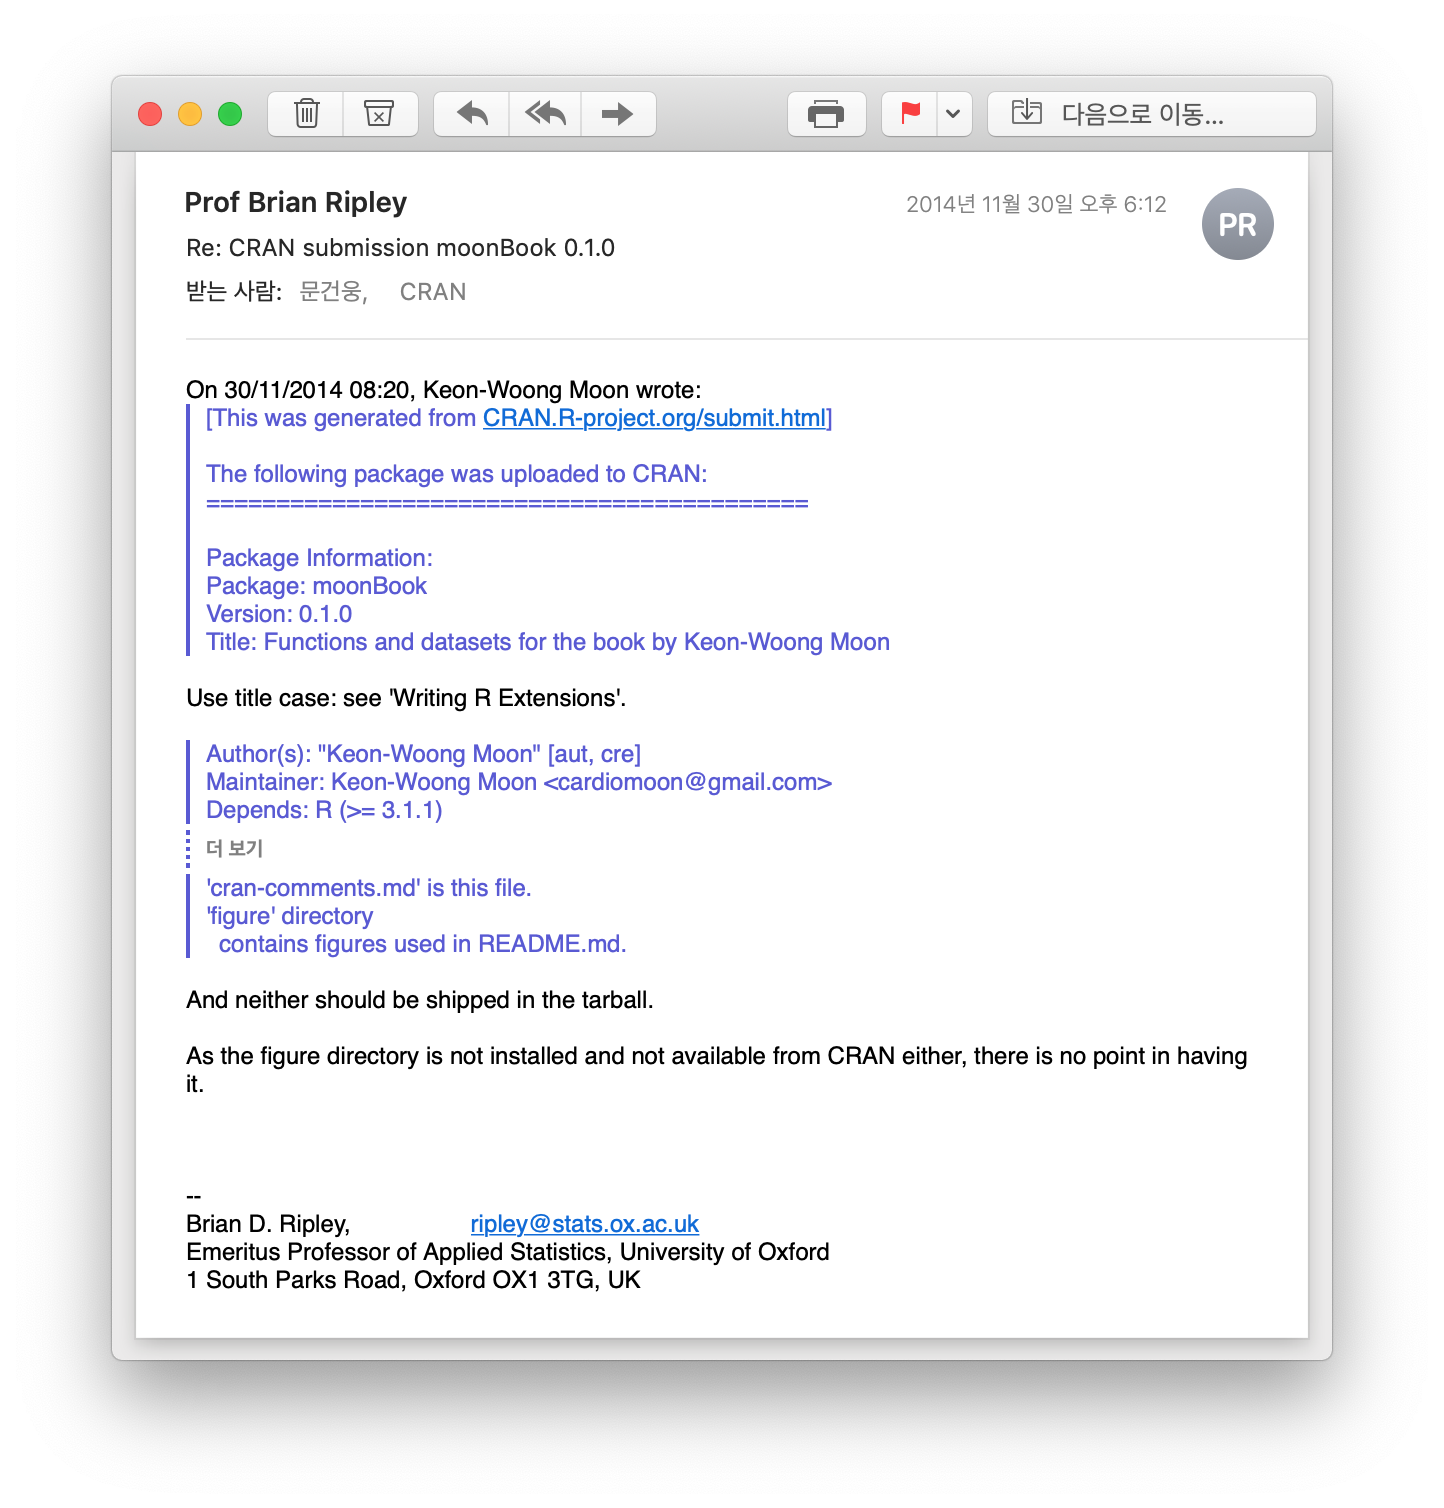 다음으로 이동...
Prof Brian Ripley
2014년 11월 30일 오후 6:12
PR
Re: CRAN submission moonBook 0.1.0
받는 사람: 문건웅, CRAN
On 30/11/2014 08:20, Keon-Woong Moon wrote:
[This was generated from CRAN.R-project.org/submit.html]
The following package was uploaded to CRAN:
===========================================
Package Information:
Package: moonBook
Version: 0.1.0
Title: Functions and datasets for the book by Keon-Woong Moon
Use title case: see 'Writing R Extensions'.
Author(s): "Keon-Woong Moon" [aut, cre]
Maintainer: Keon-Woong Moon <cardiomoon@gmail.com>
Depends: R (>= 3.1.1)
더 보기
'cran-comments.md' is this file.
'figure' directory
contains figures used in README.md.
And neither should be shipped in the tarball.
As the figure directory is not installed and not available from CRAN either, there is no point in having
it.
--
Brian D. Ripley, ripley@stats.ox.ac.uk
Emeritus Professor of Applied Statistics, University of Oxford
1 South Parks Road, Oxford OX1 3TG, UK